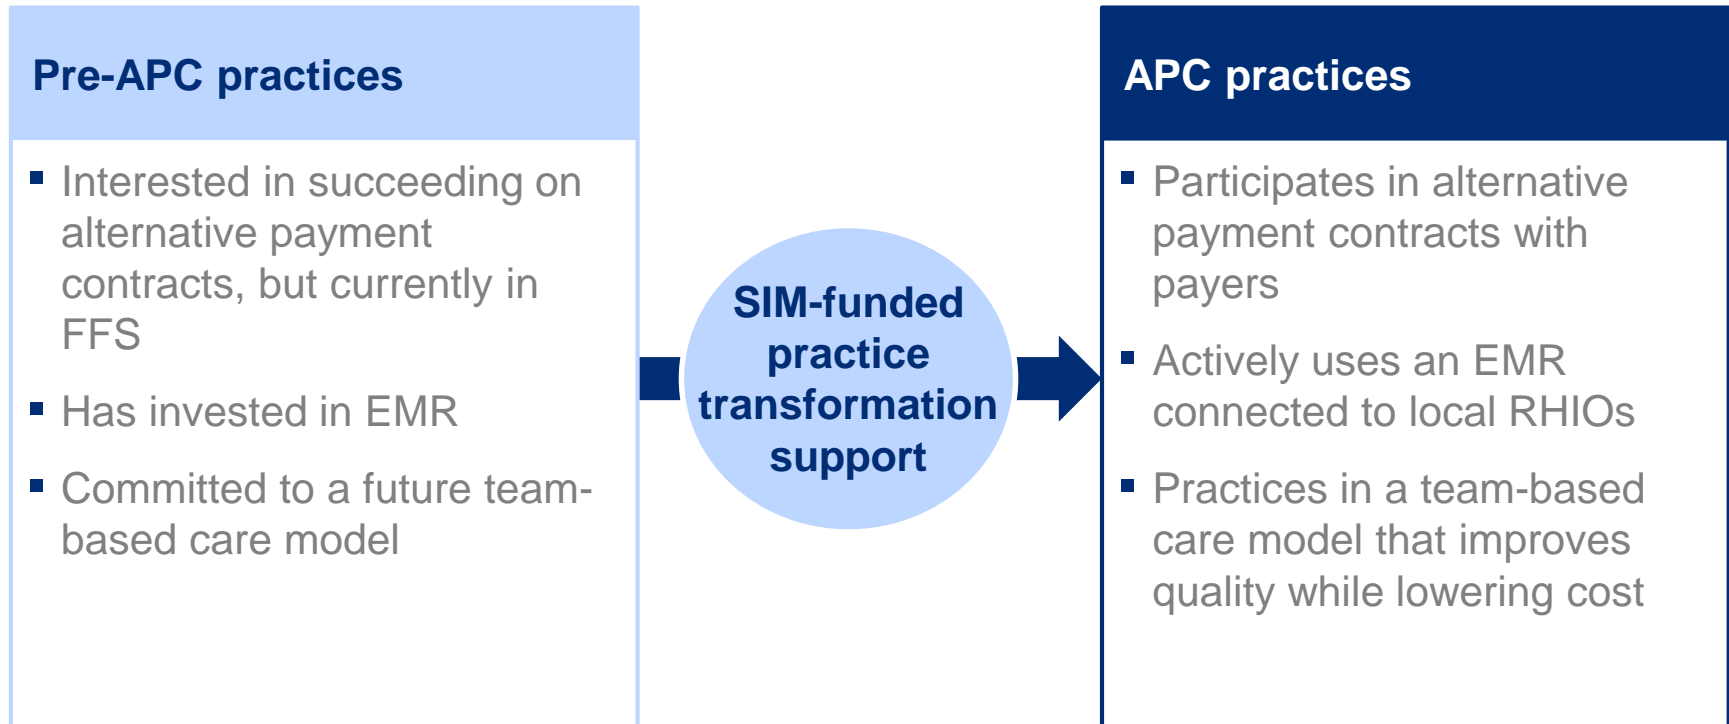 Pre-APC practices
▪ Interested in succeeding on
alternative payment
contracts, but currently in
FFS
▪ Has invested in EMR
▪ Committed to a future team-
based care model
SIM-funded
practice
transformation
support
APC practices
▪ Participates in alternative
payment contracts with
payers
▪ Actively uses an EMR
connected to local RHIOs
▪ Practices in a team-based
care model that improves
quality while lowering cost